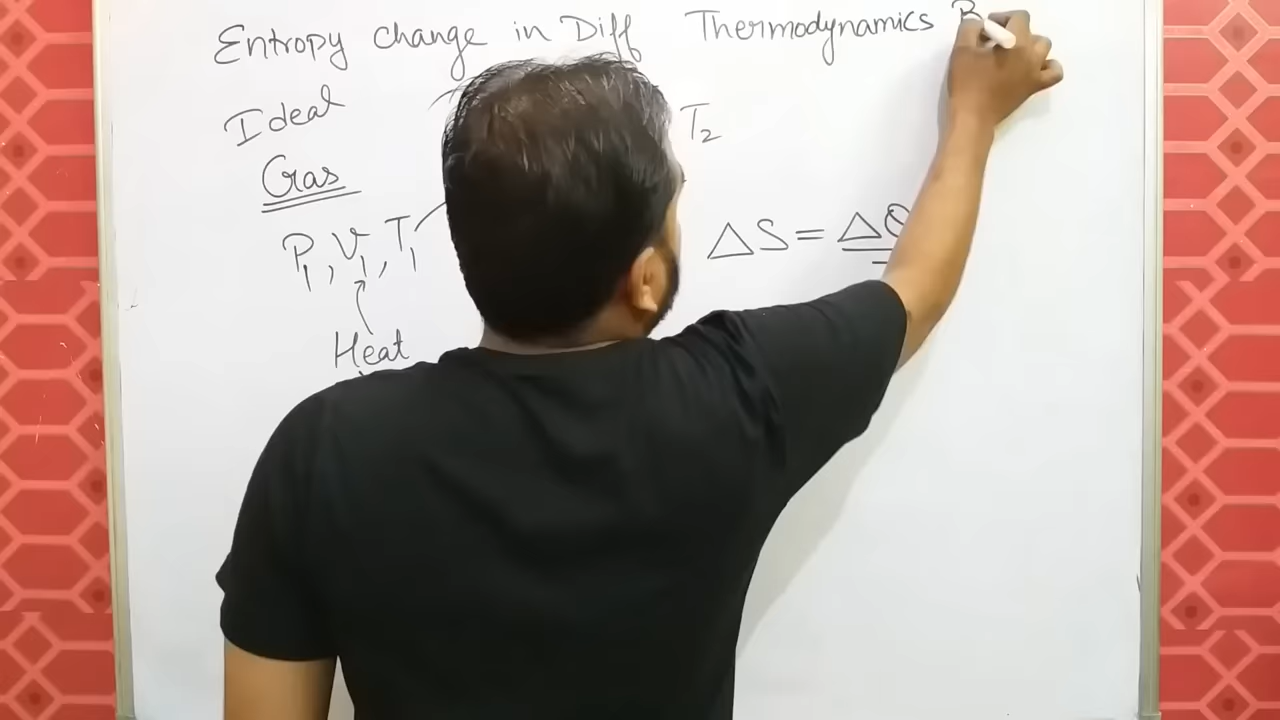 Entropy change in Diff Thermodynamics
Ideal
Gas
T₂
P₁, V₁, T₁
ΔS = ΔQ
Heat